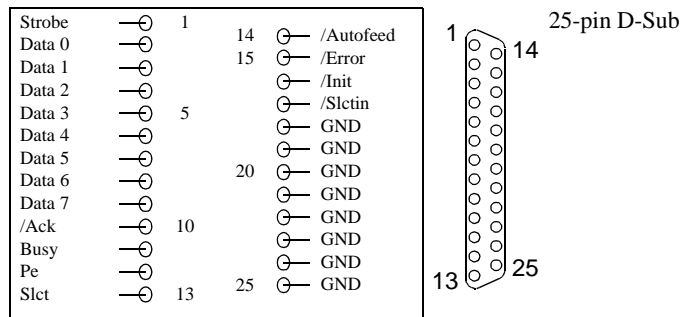 Strobe 1
Data 0
Data 1
Data 2
Data 3 5
Data 4
Data 5
Data 6
Data 7
/Ack 10
Busy
Pe
Slct 13
14 /Autofeed
15 /Error
/Init
/Slctin
GND
GND
20 GND
GND
GND
GND
GND
25 GND
25-pin D-Sub
1
14
13
25